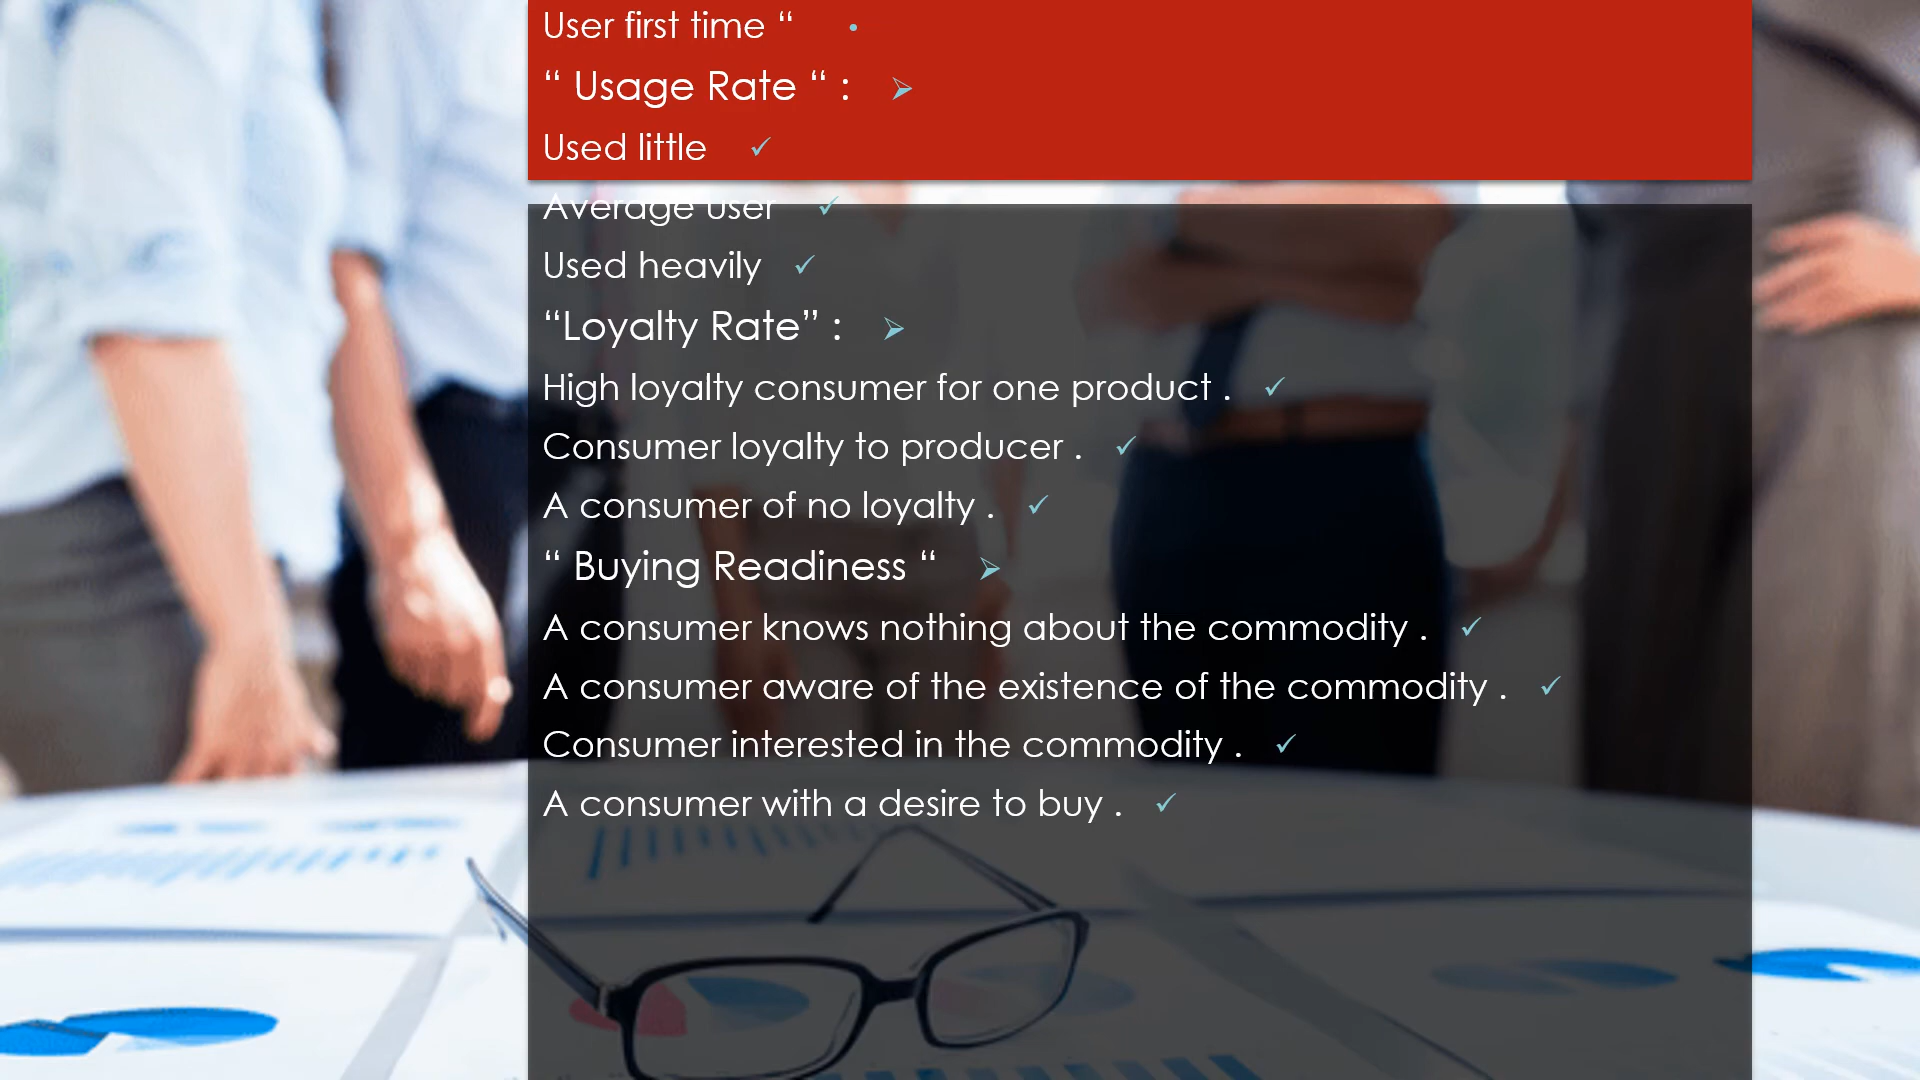 User first time “ •
“ Usage Rate “ : ➢
Used little ✓
Average user ✓
Used heavily ✓
“Loyalty Rate” : ➢
High loyalty consumer for one product . ✓
Consumer loyalty to producer . ✓
A consumer of no loyalty . ✓
“ Buying Readiness “ ➢
A consumer knows nothing about the commodity . ✓
A consumer aware of the existence of the commodity . ✓
Consumer interested in the commodity . ✓
A consumer with a desire to buy . ✓